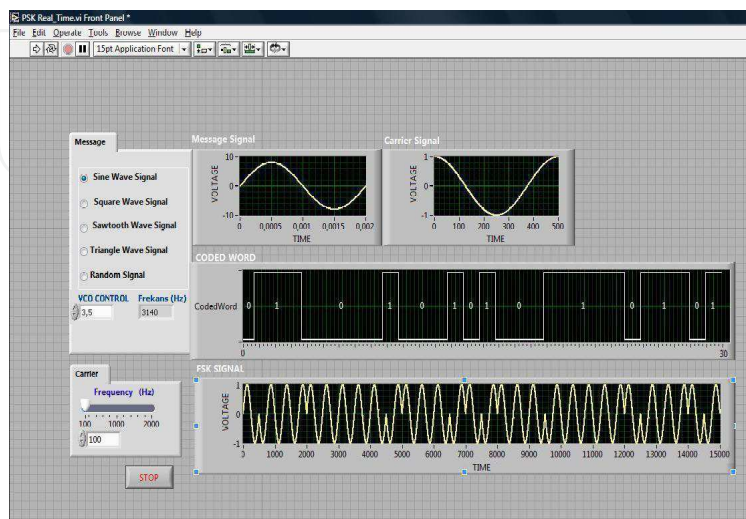 PSK Real_Time.vi Front Panel *
File Edit Operate Tools Browse Window Help
15pt Application Font
Message
Sine Wave Signal
Square Wave Signal
Sawtooth Wave Signal
Triangle Wave Signal
Random Signal
VCO CONTROL Frekans (Hz)
3,5 3140
Message Signal
VOLTAGE
10
0
-10
0 0,0005 0,001 0,0015 0,002
TIME
Carrier Signal
VOLTAGE
1
0
-1
0 100 200 300 400 500
TIME
CODED WORD
CodedWord
0 1 0 1 0 1 0 1 0 1 0 1 0 1
0 30
Carrier
Frequency (Hz)
100 1000 2000
100
STOP
FSK SIGNAL
VOLTAGE
1
0
-1
0 1000 2000 3000 4000 5000 6000 7000 8000 9000 10000 11000 12000 13000 14000 15000
TIME